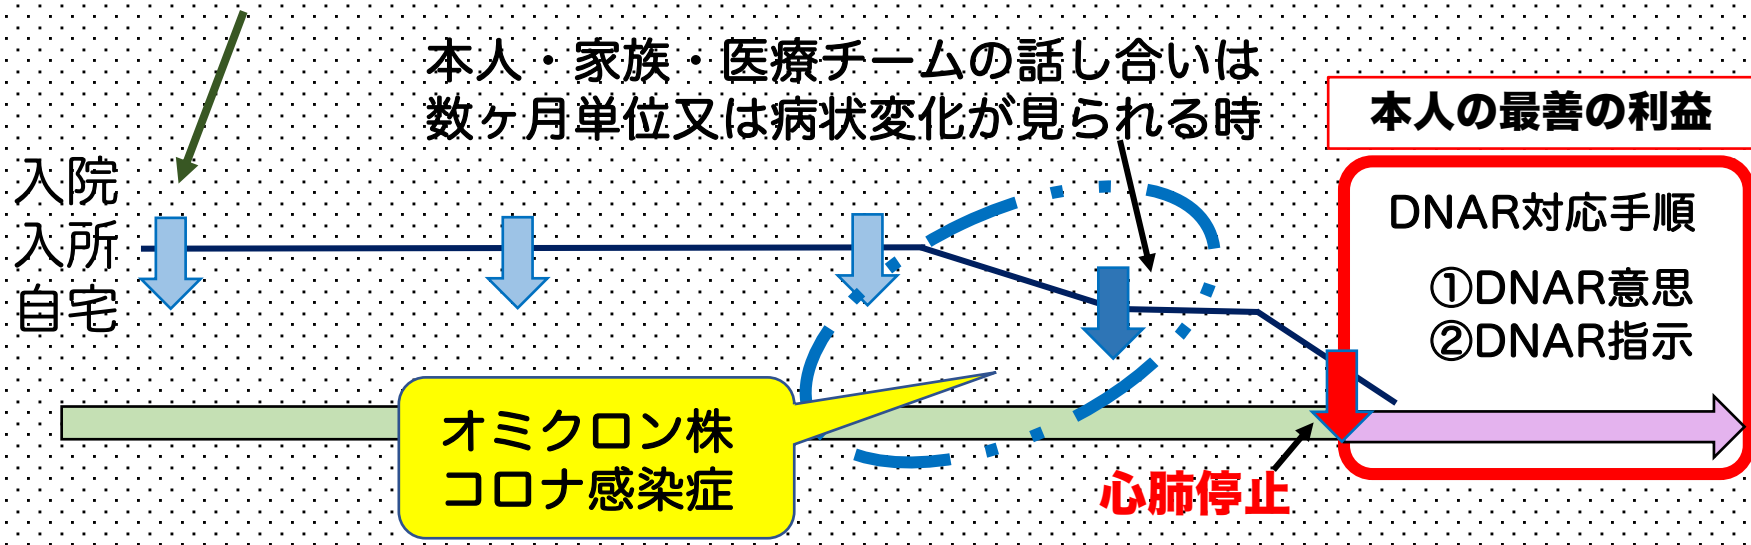 本人・家族・医療チームの話し合いは
数ヶ月単位又は病状変化が見られる時
本人の最善の利益
入院
入所
自宅
DNAR対応手順
①DNAR意思
②DNAR指示
オミクロン株
コロナ感染症
心肺停止